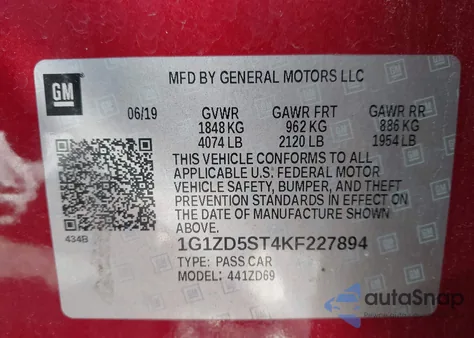 GM
MFD BY GENERAL MOTORS LLC
06/19 GVWR GAWR FRT GAWR RR
1848 KG 962 KG 886 KG
4074 LB 2120 LB 1954 LB
THIS VEHICLE CONFORMS TO ALL
APPLICABLE U.S. FEDERAL MOTOR
VEHICLE SAFETY, BUMPER, AND THEFT
PREVENTION STANDARDS IN EFFECT ON
THE DATE OF MANUFACTURE SHOWN
ABOVE.
434B
1G1ZD5ST4KF227894
TYPE: PASS CAR
MODEL: 441ZD69
autoSnap